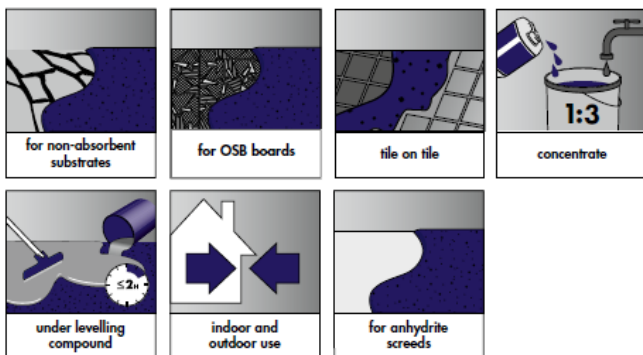 1:3
for non-absorbent
substrates
for OSB boards
tile on tile
concentrate
≤2H
under levelling
compound
indoor and
outdoor use
for anhydrite
screeds